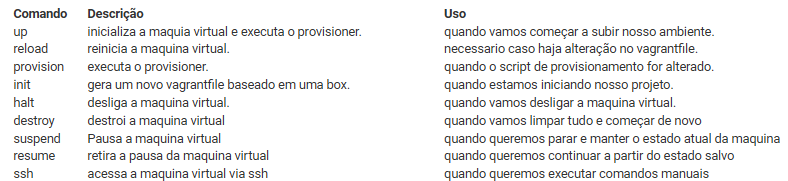 Comando Descrição Uso
up inicializa a maquia virtual e executa o provisioner. quando vamos começar a subir nosso ambiente.
reload reinicia a maquina virtual. necessario caso haja alteração no vagrantfile.
provision executa o provisioner. quando o script de provisionamento for alterado.
init gera um novo vagrantfile baseado em uma box. quando estamos iniciando nosso projeto.
halt desliga a maquina virtual. quando vamos desligar a maquina virtual.
destroy destroi a maquina virtual quando vamos limpar tudo e começar de novo
suspend Pausa a maquina virtual quando queremos parar e manter o estado atual da maquina
resume retira a pausa da maquina virtual quando queremos continuar a partir do estado salvo
ssh acessa a maquina virtual via ssh quando queremos executar comandos manuais